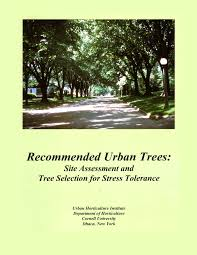 Recommended Urban Trees:
Site Assessment and
Tree Selection for Stress Tolerance
Urban Horticulture Institute
Department of Horticulture
Cornell University
Ithaca, New York